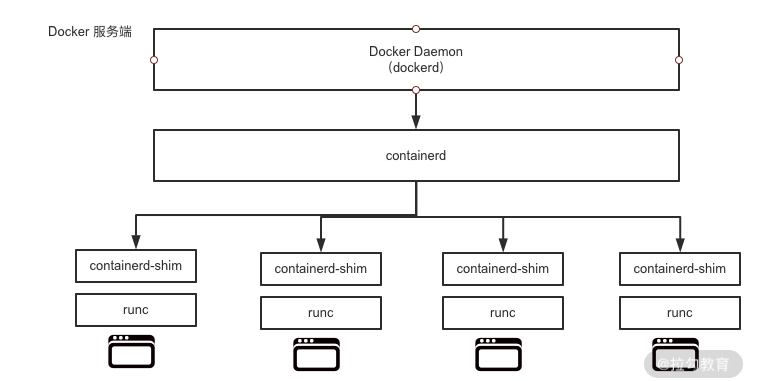 Docker 服务端
Docker Daemon
（dockerd）
containerd
containerd-shim
containerd-shim
containerd-shim
containerd-shim
runc
runc
runc
runc
@拉勾教育